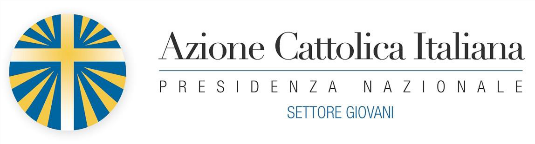 Azione Cattolica Italiana
PRESIDENZA NAZIONALE
SETTORE GIOVANI